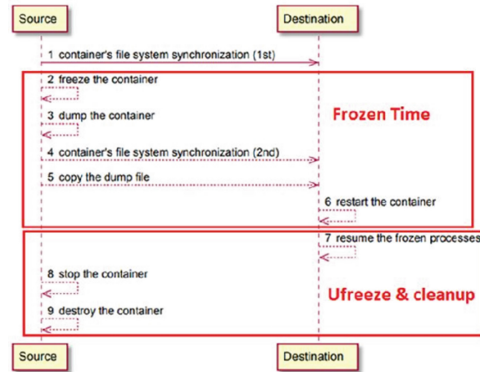 Source Destination
1 container's file system synchronization (1st)
2 freeze the container
Frozen Time
3 dump the container
4 container's file system synchronization (2nd)
5 copy the dump file
6 restart the container
7 resume the frozen processes
8 stop the container
Ufreeze & cleanup
9 destroy the container
Source Destination